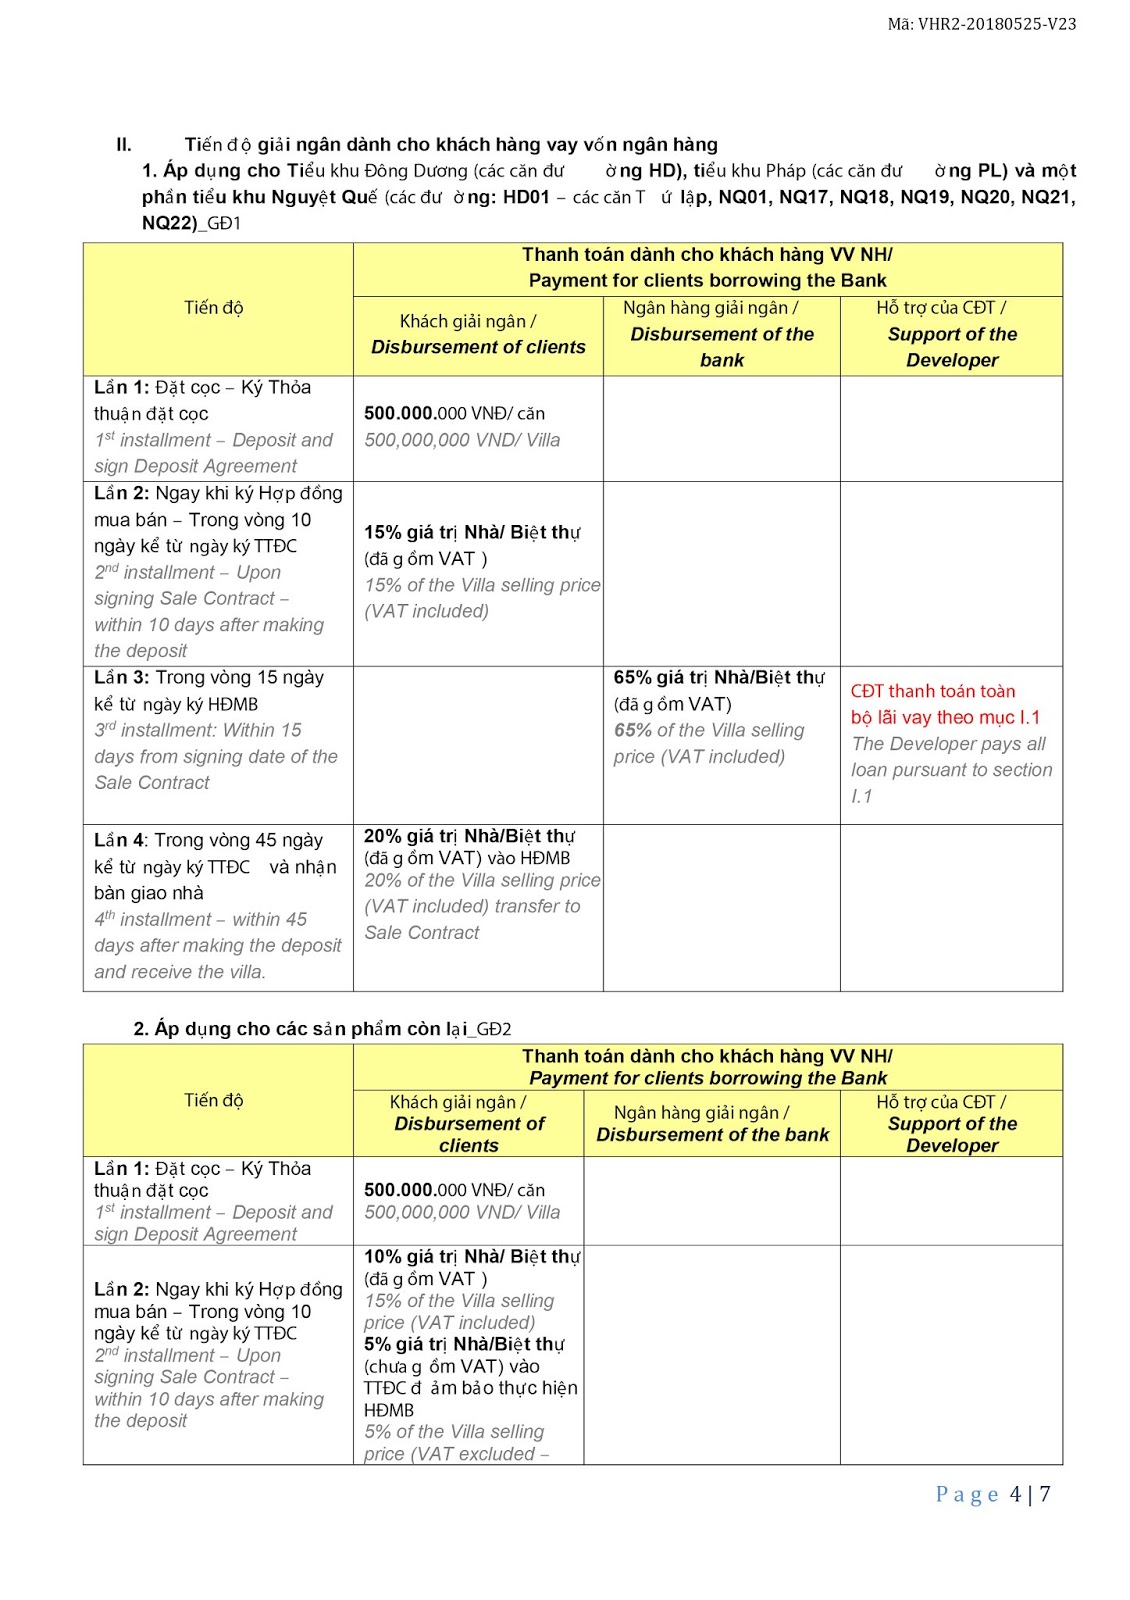 Mã: VHR2-20180525-V23
II. Tiến độ giải ngân dành cho khách hàng vay vốn ngân hàng
1. Áp dụng cho Tiểu khu Đông Dương (các căn đư ờng HD), tiểu khu Pháp (các căn đư ờng PL) và một
phần tiểu khu Nguyệt Quế (các đư ờng: HD01 – các căn T ứ lập, NQ01, NQ17, NQ18, NQ19, NQ20, NQ21,
NQ22)_GĐ1
Tiến độ
Thanh toán dành cho khách hàng VV NH/
Payment for clients borrowing the Bank
Khách giải ngân /
Disbursement of clients
Ngân hàng giải ngân /
Disbursement of the
bank
Hỗ trợ của CĐT /
Support of the
Developer
Lần 1: Đặt cọc – Ký Thỏa
thuận đặt cọc
1st installment – Deposit and
sign Deposit Agreement
500.000.000 VNĐ/ căn
500,000,000 VND/ Villa
Lần 2: Ngay khi ký Hợp đồng
mua bán – Trong vòng 10
ngày kể từ ngày ký TTĐC
2nd installment – Upon
signing Sale Contract –
within 10 days after making
the deposit
15% giá trị Nhà/ Biệt thự
(đã g ồm VAT )
15% of the Villa selling price
(VAT included)
Lần 3: Trong vòng 15 ngày
kể từ ngày ký HĐMB
3rd installment: Within 15
days from signing date of the
Sale Contract
65% giá trị Nhà/Biệt thự
(đã g ồm VAT)
65% of the Villa selling
price (VAT included)
CĐT thanh toán toàn
bộ lãi vay theo mục I.1
The Developer pays all
loan pursuant to section
I.1
Lần 4: Trong vòng 45 ngày
kể từ ngày ký TTĐC và nhận
bàn giao nhà
4th installment – within 45
days after making the deposit
and receive the villa.
20% giá trị Nhà/Biệt thự
(đã g ồm VAT) vào HĐMB
20% of the Villa selling price
(VAT included) transfer to
Sale Contract
2. Áp dụng cho các sản phẩm còn lại_GĐ2
Tiến độ
Thanh toán dành cho khách hàng VV NH/
Payment for clients borrowing the Bank
Khách giải ngân /
Disbursement of
clients
Ngân hàng giải ngân /
Disbursement of the bank
Hỗ trợ của CĐT /
Support of the
Developer
Lần 1: Đặt cọc – Ký Thỏa
thuận đặt cọc
1st installment – Deposit and
sign Deposit Agreement
500.000.000 VNĐ/ căn
500,000,000 VND/ Villa
Lần 2: Ngay khi ký Hợp đồng
mua bán – Trong vòng 10
ngày kể từ ngày ký TTĐC
2nd installment – Upon
signing Sale Contract –
within 10 days after making
the deposit
10% giá trị Nhà/ Biệt thự
(đã g ồm VAT )
15% of the Villa selling
price (VAT included)
5% giá trị Nhà/Biệt thự
(chưa g ồm VAT) vào
TTĐC đ ảm bảo thực hiện
HĐMB
5% of the Villa selling
price (VAT excluded –
Page 4|7